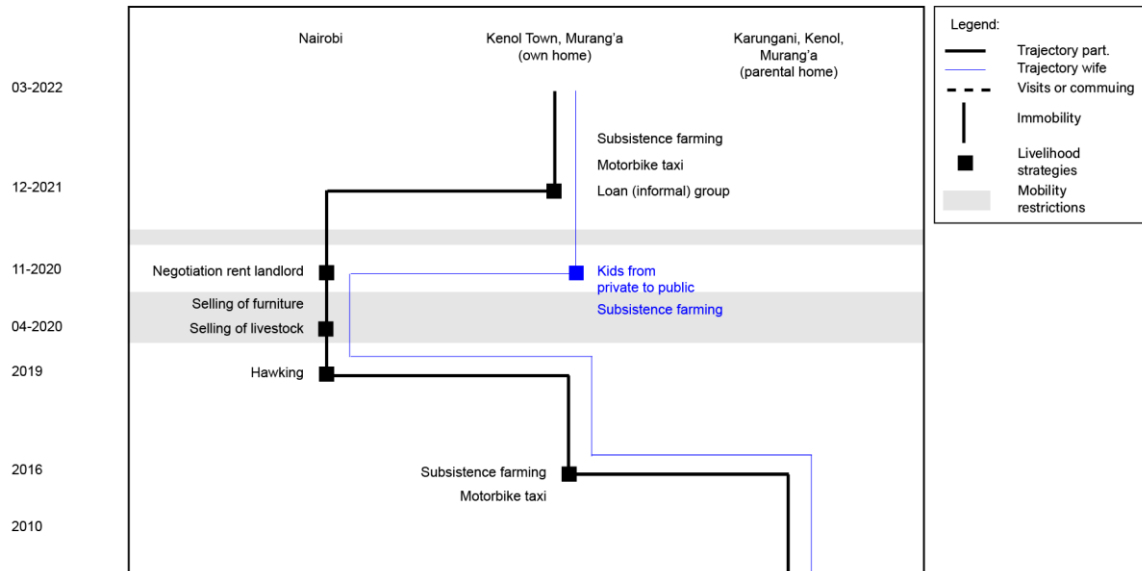 Nairobi
Kenol Town, Murang'a
(own home)
Karungani, Kenol,
Murang'a
(parental home)
Legend:
Trajectory part.
Trajectory wife
Visits or commuing
Immobility
Livelihood
strategies
Mobility
restrictions
03-2022
Subsistence farming
Motorbike taxi
12-2021
Loan (informal) group
11-2020
Negotiation rent landlord
Kids from
private to public
Selling of furniture
Subsistence farming
04-2020
Selling of livestock
2019
Hawking
2016
Subsistence farming
Motorbike taxi
2010